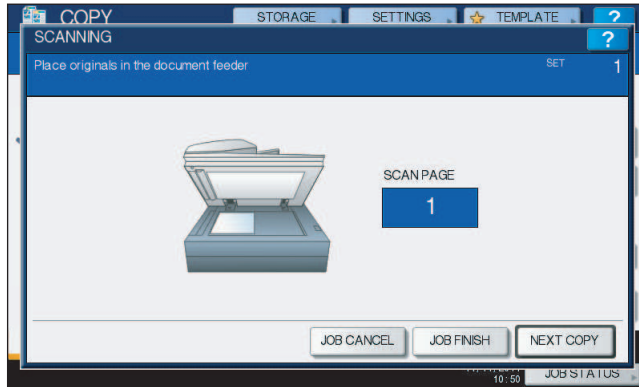 COPY STORAGE SETTINGS TEMPLATE ?
SCANNING ?
Place originals in the document feeder SET 1
SCAN PAGE
1
JOB CANCEL JOB FINISH NEXT COPY
10:50 JOB STATUS